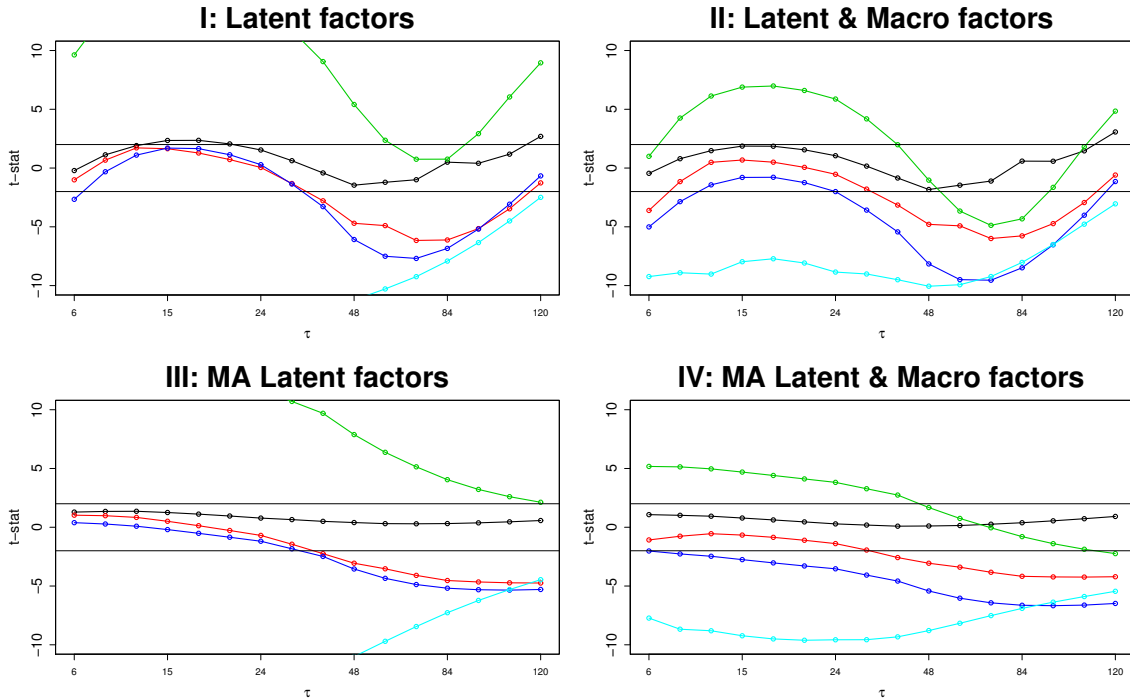 I: Latent factors
t−stat
−10 −5 0 5 10
6 15 24 48 84 120
τ
II: Latent & Macro factors
t−stat
−10 −5 0 5 10
6 15 24 48 84 120
τ
III: MA Latent factors
t−stat
−10 −5 0 5 10
6 15 24 48 84 120
τ
IV: MA Latent & Macro factors
t−stat
−10 −5 0 5 10
6 15 24 48 84 120
τ